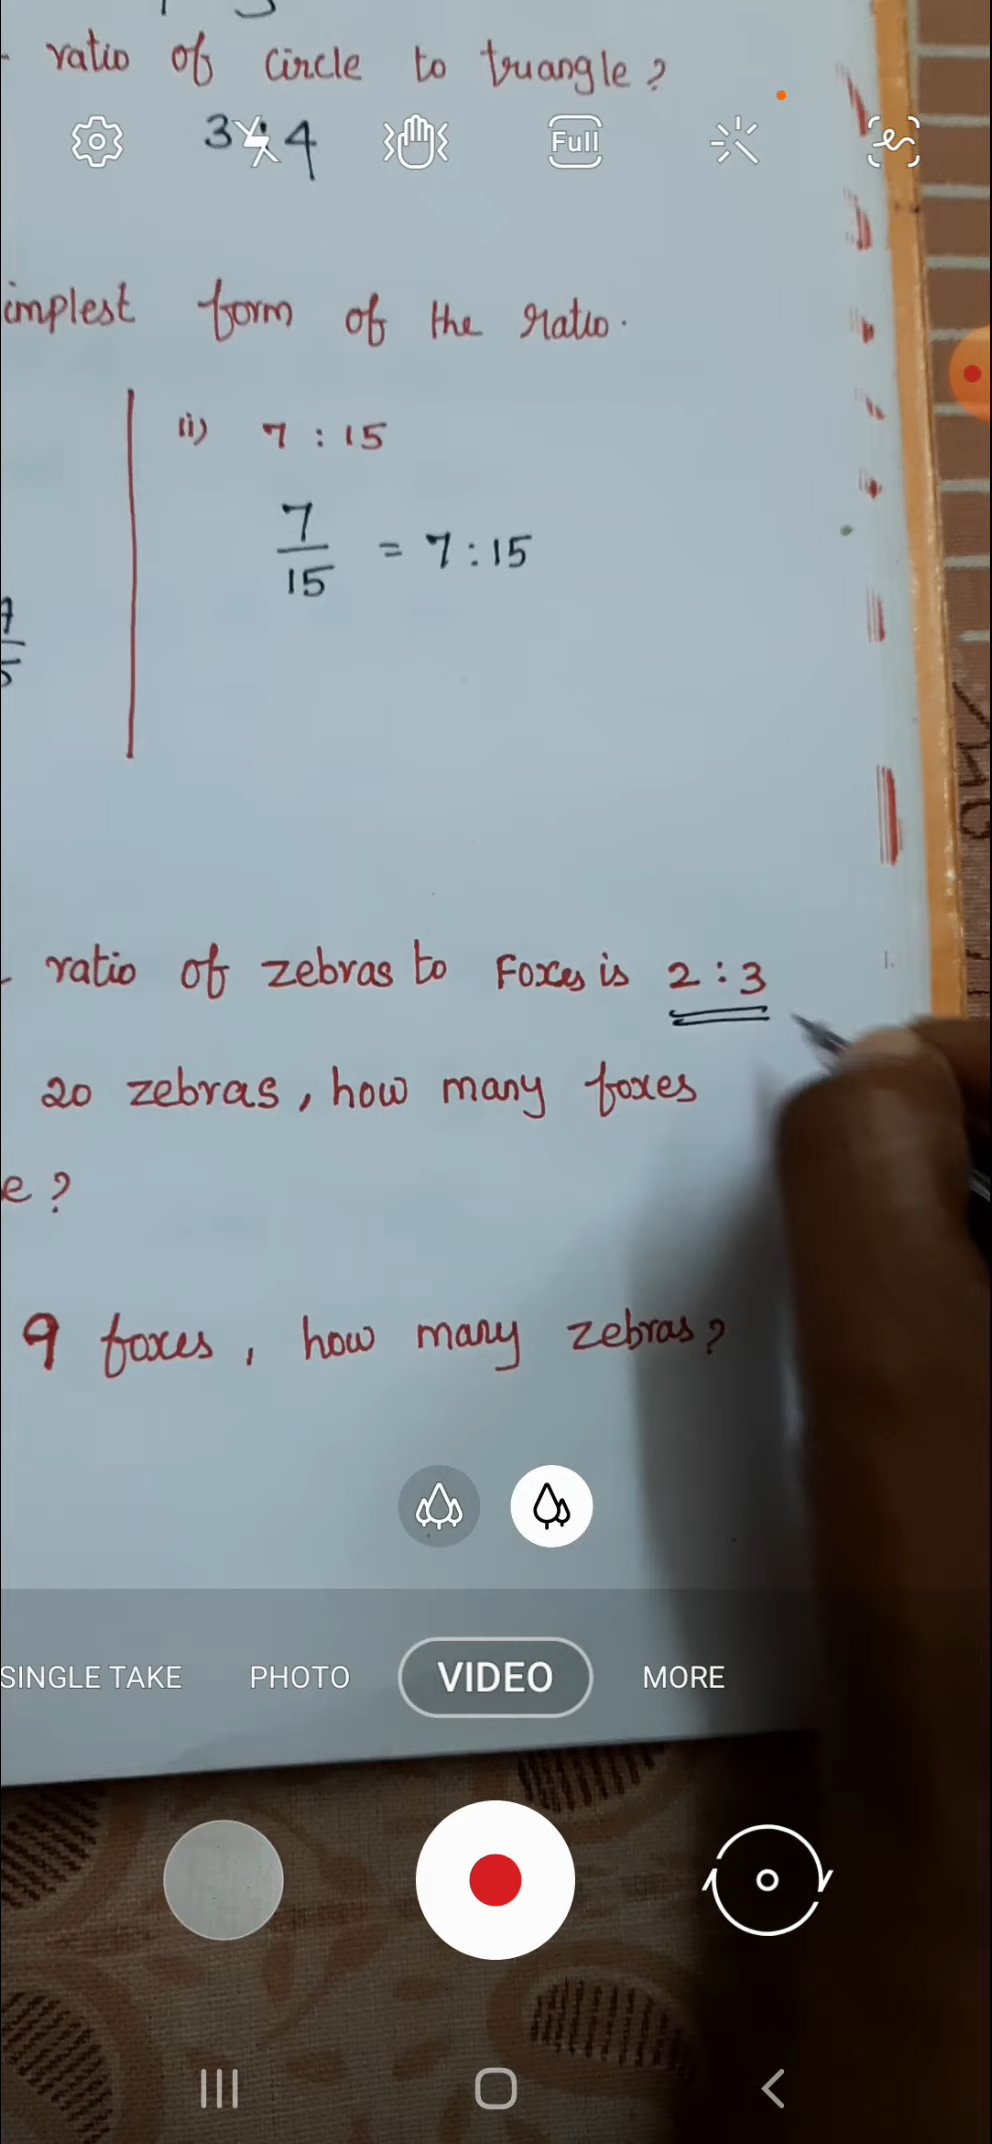 ratio of circle to triangle?
3:4
Full
implest form of the ratio.
(ii) 7 : 15
7
15
= 7:15
7
5
ratio of zebras to Foxes is 2:3
20 zebras, how many foxes
e?
9 foxes, how many zebras?
SINGLE TAKE PHOTO VIDEO MORE